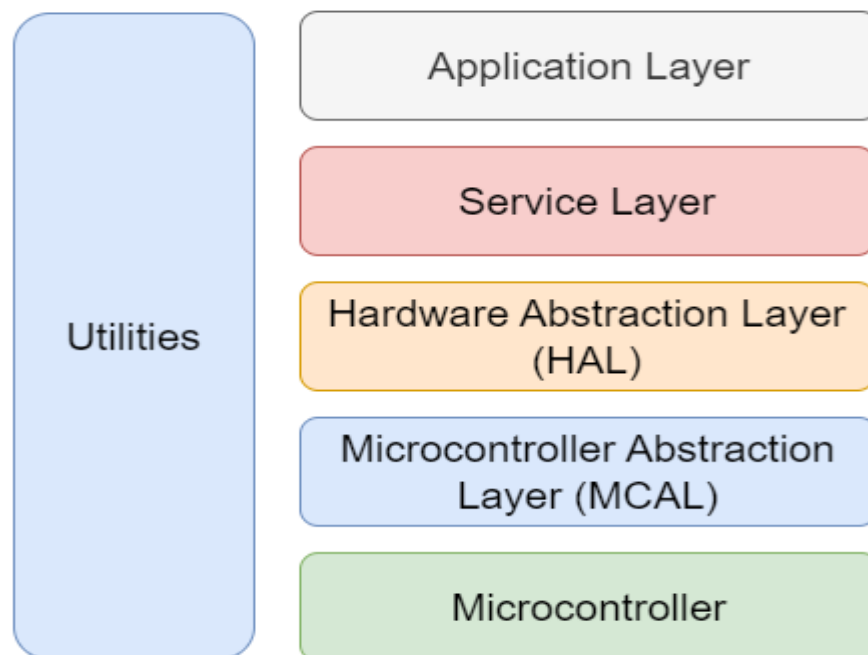 Utilities
Application Layer
Service Layer
Hardware Abstraction Layer
(HAL)
Microcontroller Abstraction
Layer (MCAL)
Microcontroller